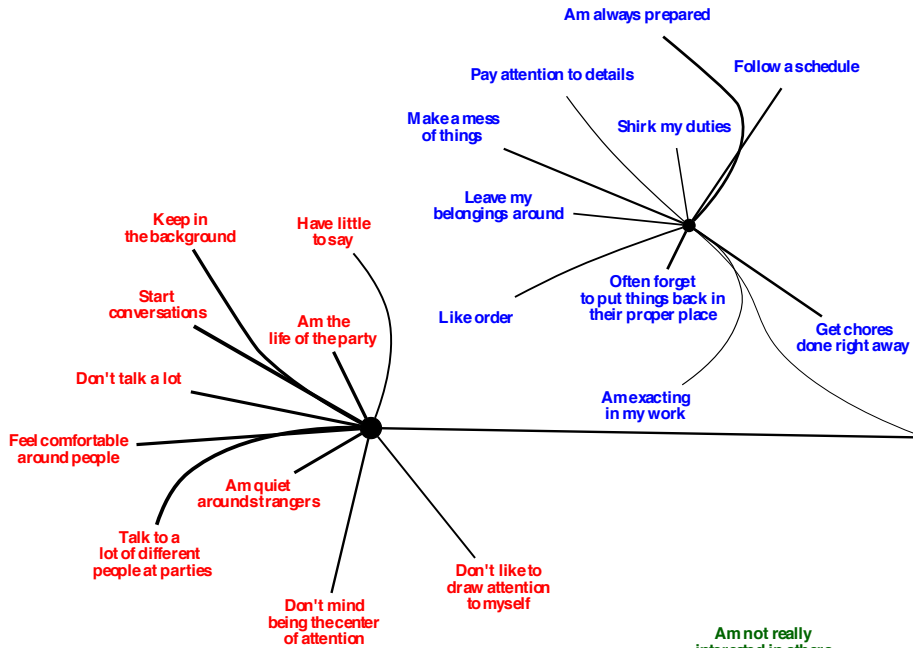 Am always prepared
Follow a schedule
Pay attention to details
Make a mess
of things
Shirk my duties
Leave my
belongings around
Keep in
the background
Have little
to say
Often forget
to put things back in
their proper place
Start
conversations
Like order
Am the
life of the party
Get chores
done right away
Don't talk a lot
Am exacting
in my work
Feel comfortable
around people
Am quiet
around strangers
Talk to a
lot of different
people at parties
Don't like to
draw attention
to myself
Don't mind
being the center
of attention
Am not really
interested in others